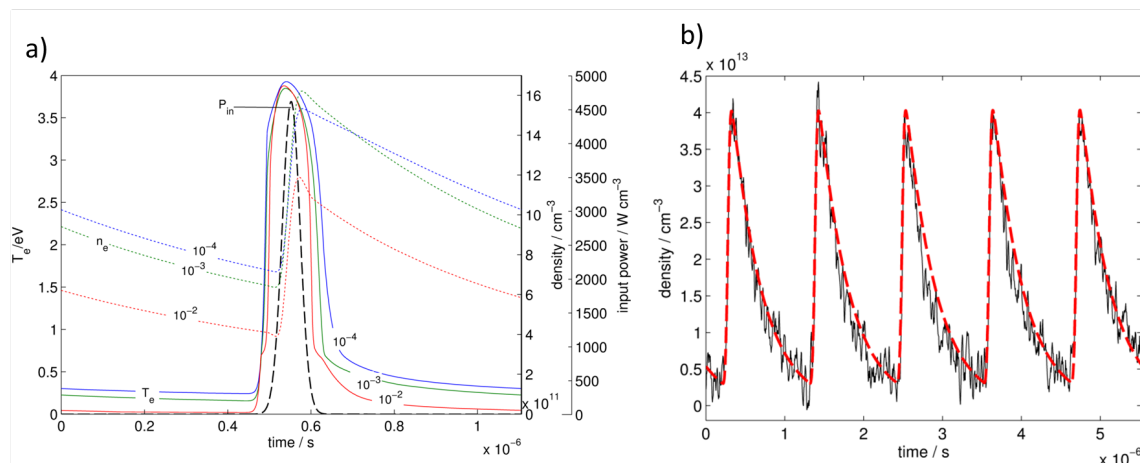 a)
4
3.5
3
2.5
2
1.5
1
0.5
0
T_e/eV
P_in
n_e
10^-4
10^-3
10^-2
T_e
10^-4
10^-3
10^-2
0 0.2 0.4 0.6 0.8 1
time / s
x 10^-6
16
14
12
10
8
6
4
2
0
x 10^11
density / cm^-3
5000
4500
4000
3500
3000
2500
2000
1500
1000
500
0
input power / W cm^-3
b)
x 10^13
4.5
4
3.5
3
2.5
2
1.5
1
0.5
0
density / cm^-3
0 1 2 3 4 5
time / s
x 10^-6